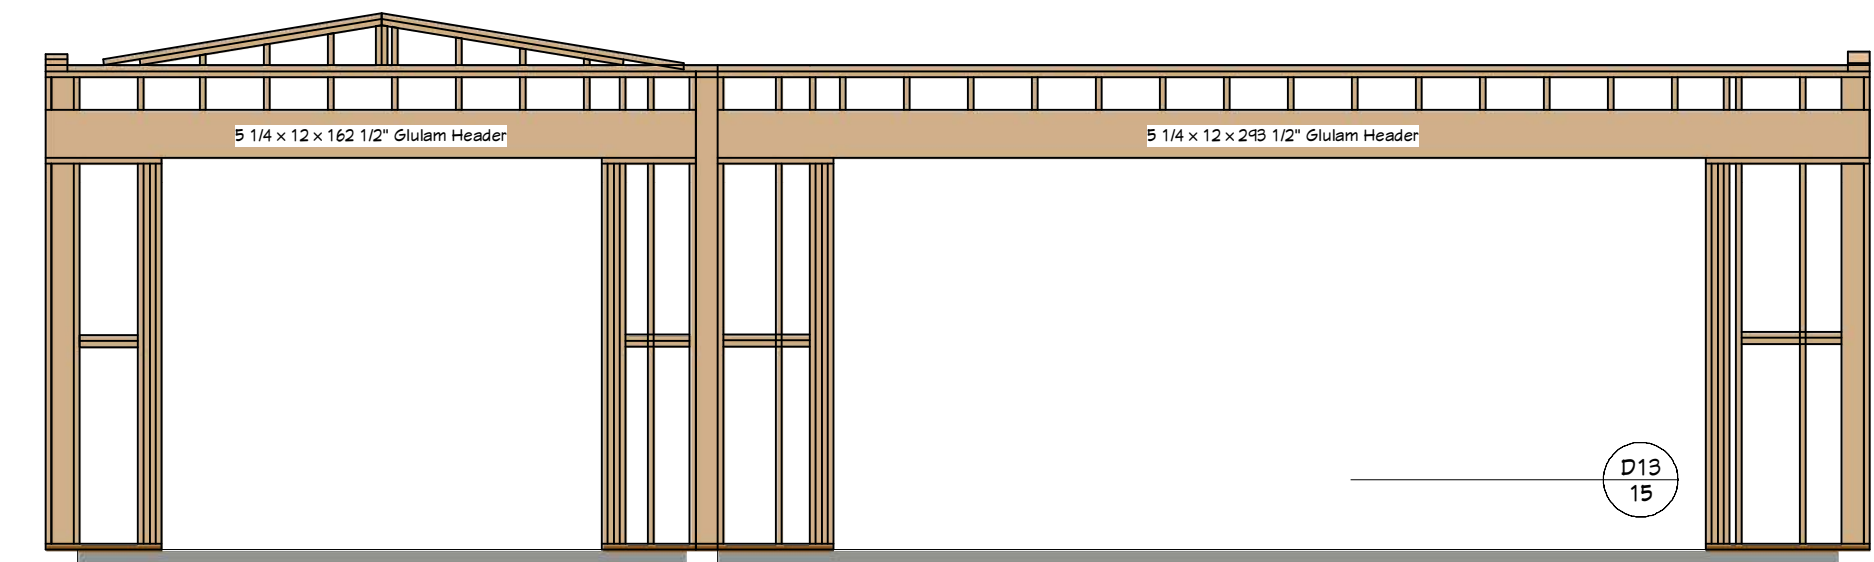 5 1/4 x 12 x 162 1/2" Glulam Header
5 1/4 x 12 x 293 1/2" Glulam Header
D13
15